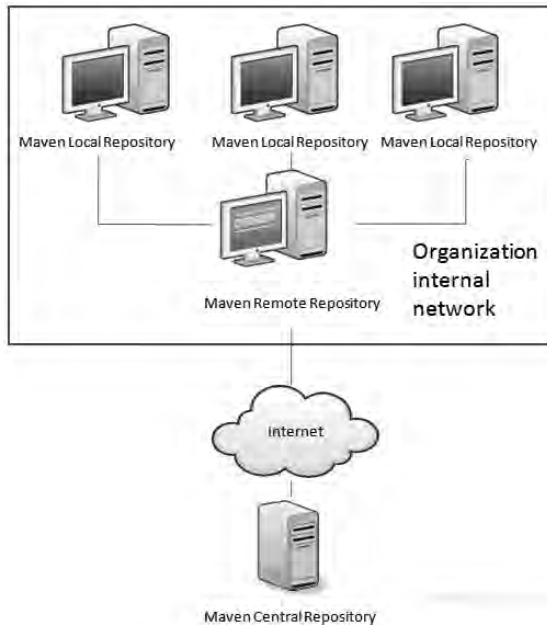 Maven Local Repository
Maven Local Repository
Maven Local Repository
Maven Remote Repository
Organization
internal
network
internet
Maven Central Repository